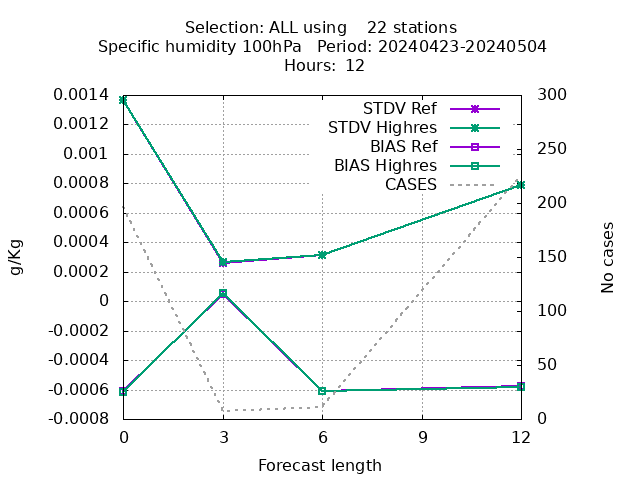 Selection: ALL using    22 stations
Specific humidity 100hPa   Period: 20240423-20240504
Hours: 12
0.0014
0.0012
0.001
0.0008
0.0006
0.0004
0.0002
0
-0.0002
-0.0004
-0.0006
-0.0008
g/Kg
STDV Ref
STDV Highres
BIAS Ref
BIAS Highres
CASES
300
250
200
150
100
50
0
No cases
0 3 6 9 12
Forecast length